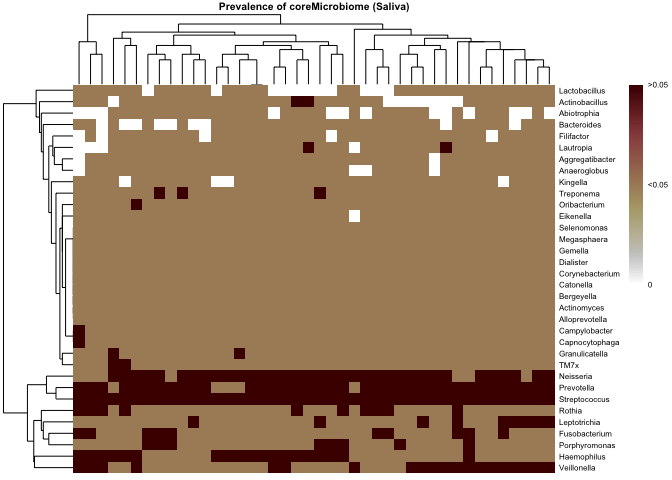 Prevalence of coreMicrobiome (Saliva)
Lactobacillus
Actinobacillus
Abiotrophia
Bacteroides
Filifactor
Lautropia
Aggregatibacter
Anaeroglobus
Kingella
Treponema
Oribacterium
Eikenella
Selenomonas
Megasphaera
Gemella
Dialister
Corynebacterium
Catonella
Bergeyella
Actinomyces
Alloprevotella
Campylobacter
Capnocytophaga
Granulicatella
TM7x
Neisseria
Prevotella
Streptococcus
Rothia
Leptotrichia
Fusobacterium
Porphyromonas
Haemophilus
Veillonella
>0.05
<0.05
0